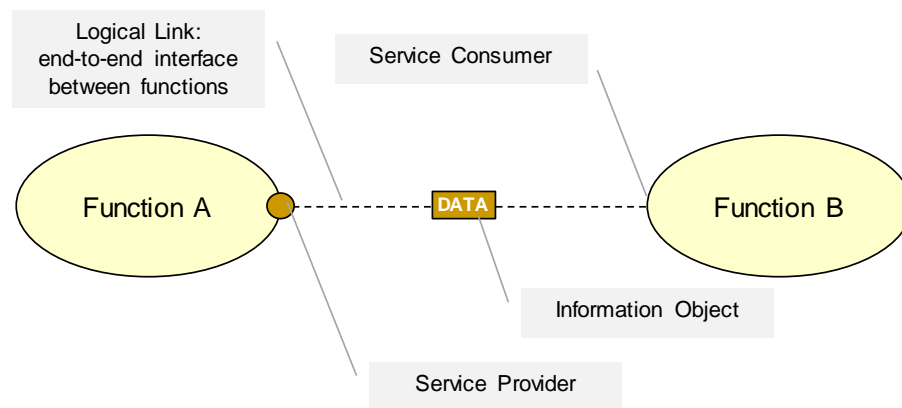 Logical Link:
end-to-end interface
between functions
Service Consumer
Function A
DATA
Function B
Information Object
Service Provider